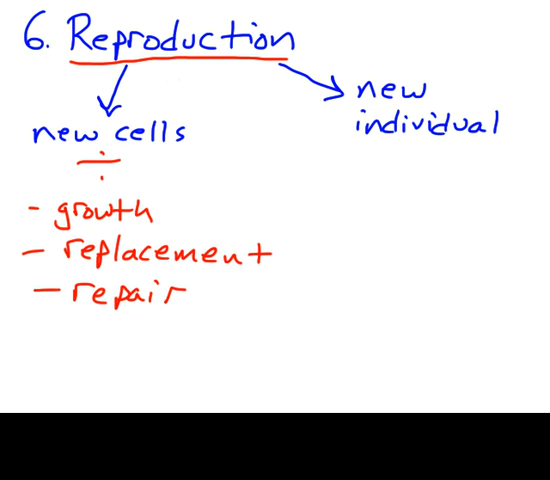 6. Reproduction
new
individual
new cells
÷
- growth
- replacement
- repair